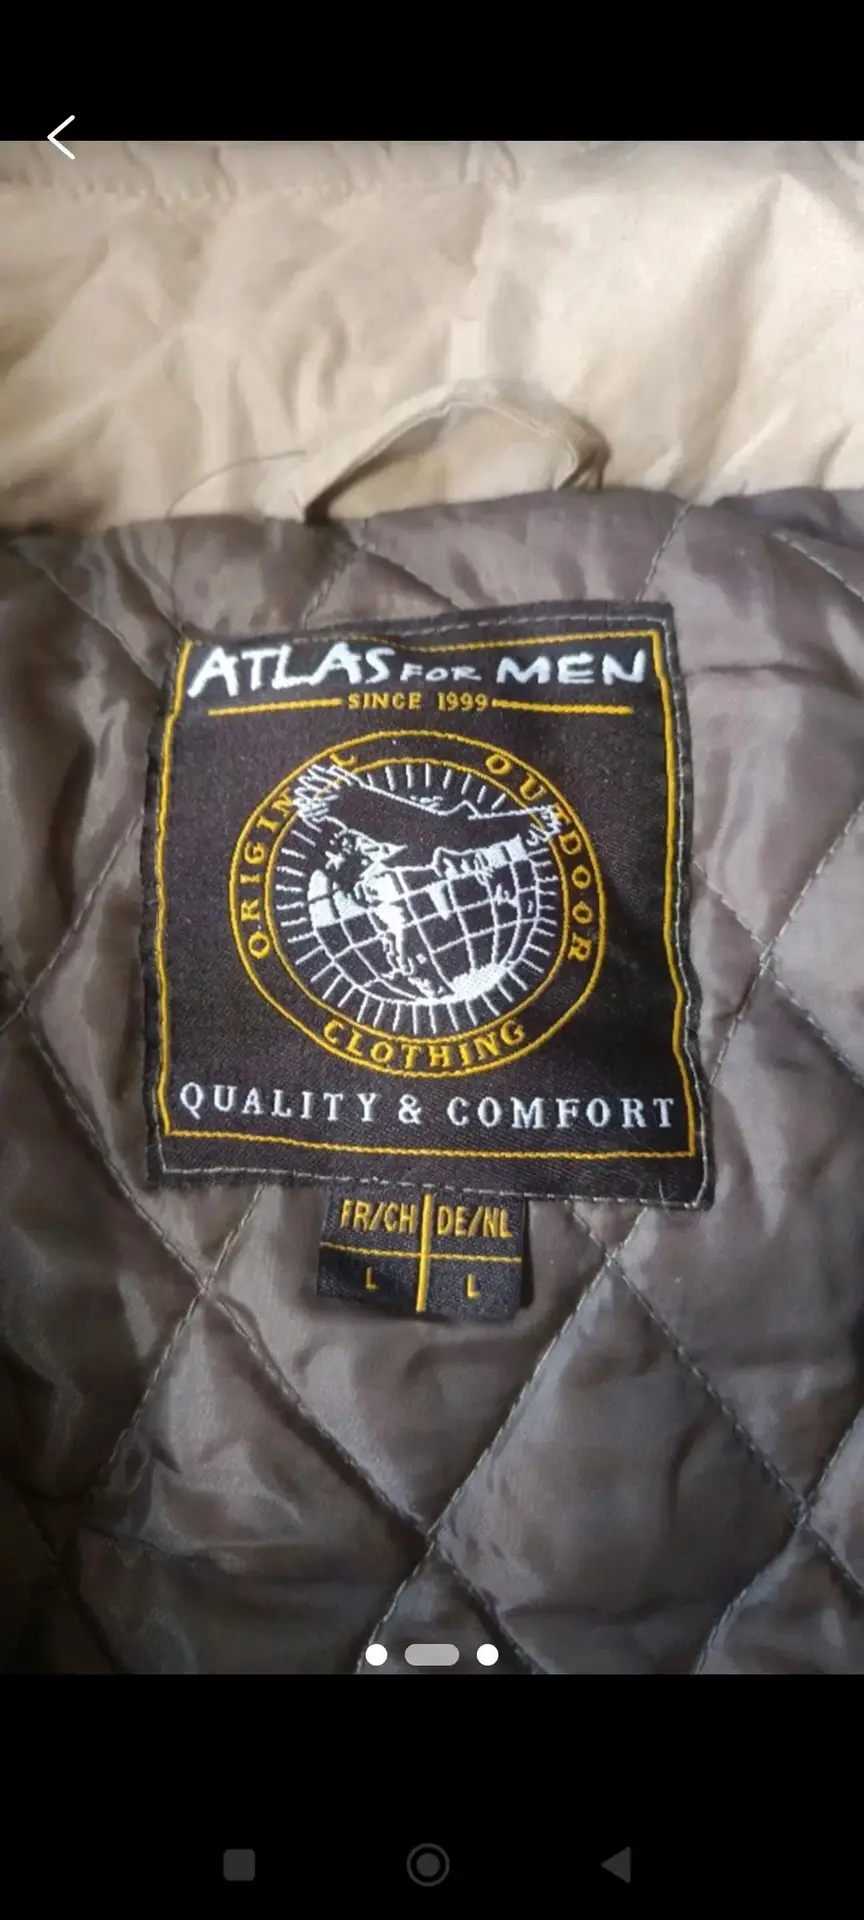 ATLAS FOR MEN
SINCE 1999
ORIGINAL OUTDOOR
CLOTHING
QUALITY & COMFORT
FR/CH DE/NL
L L